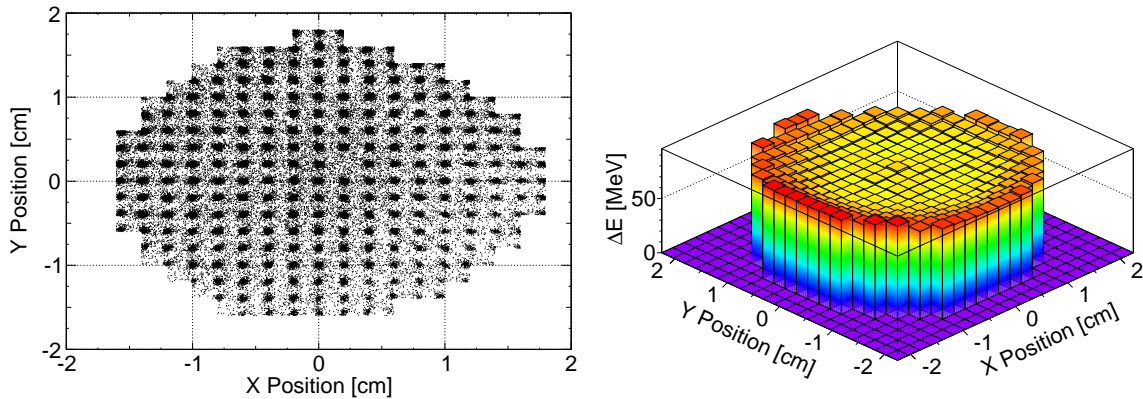 2
1
0
-1
-2
Y Position [cm]
-2 -1 0 1 2
X Position [cm]
50
0
ΔE [MeV]
2 1 0 -1 -2
Y Position [cm]
-2 -1 0 1 2
X Position [cm]